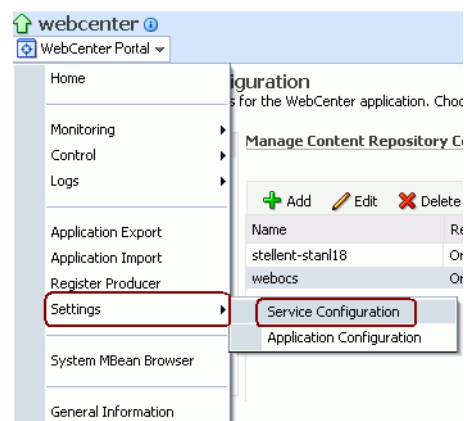 webcenter
WebCenter Portal
Home
iguration
s for the WebCenter application. Choo
Monitoring
Control
Logs
Manage Content Repository Co
Add Edit Delete
Name Re
stellent-stanl18 Or
webocs Or
Application Export
Application Import
Register Producer
Settings
Service Configuration
Application Configuration
System MBean Browser
General Information